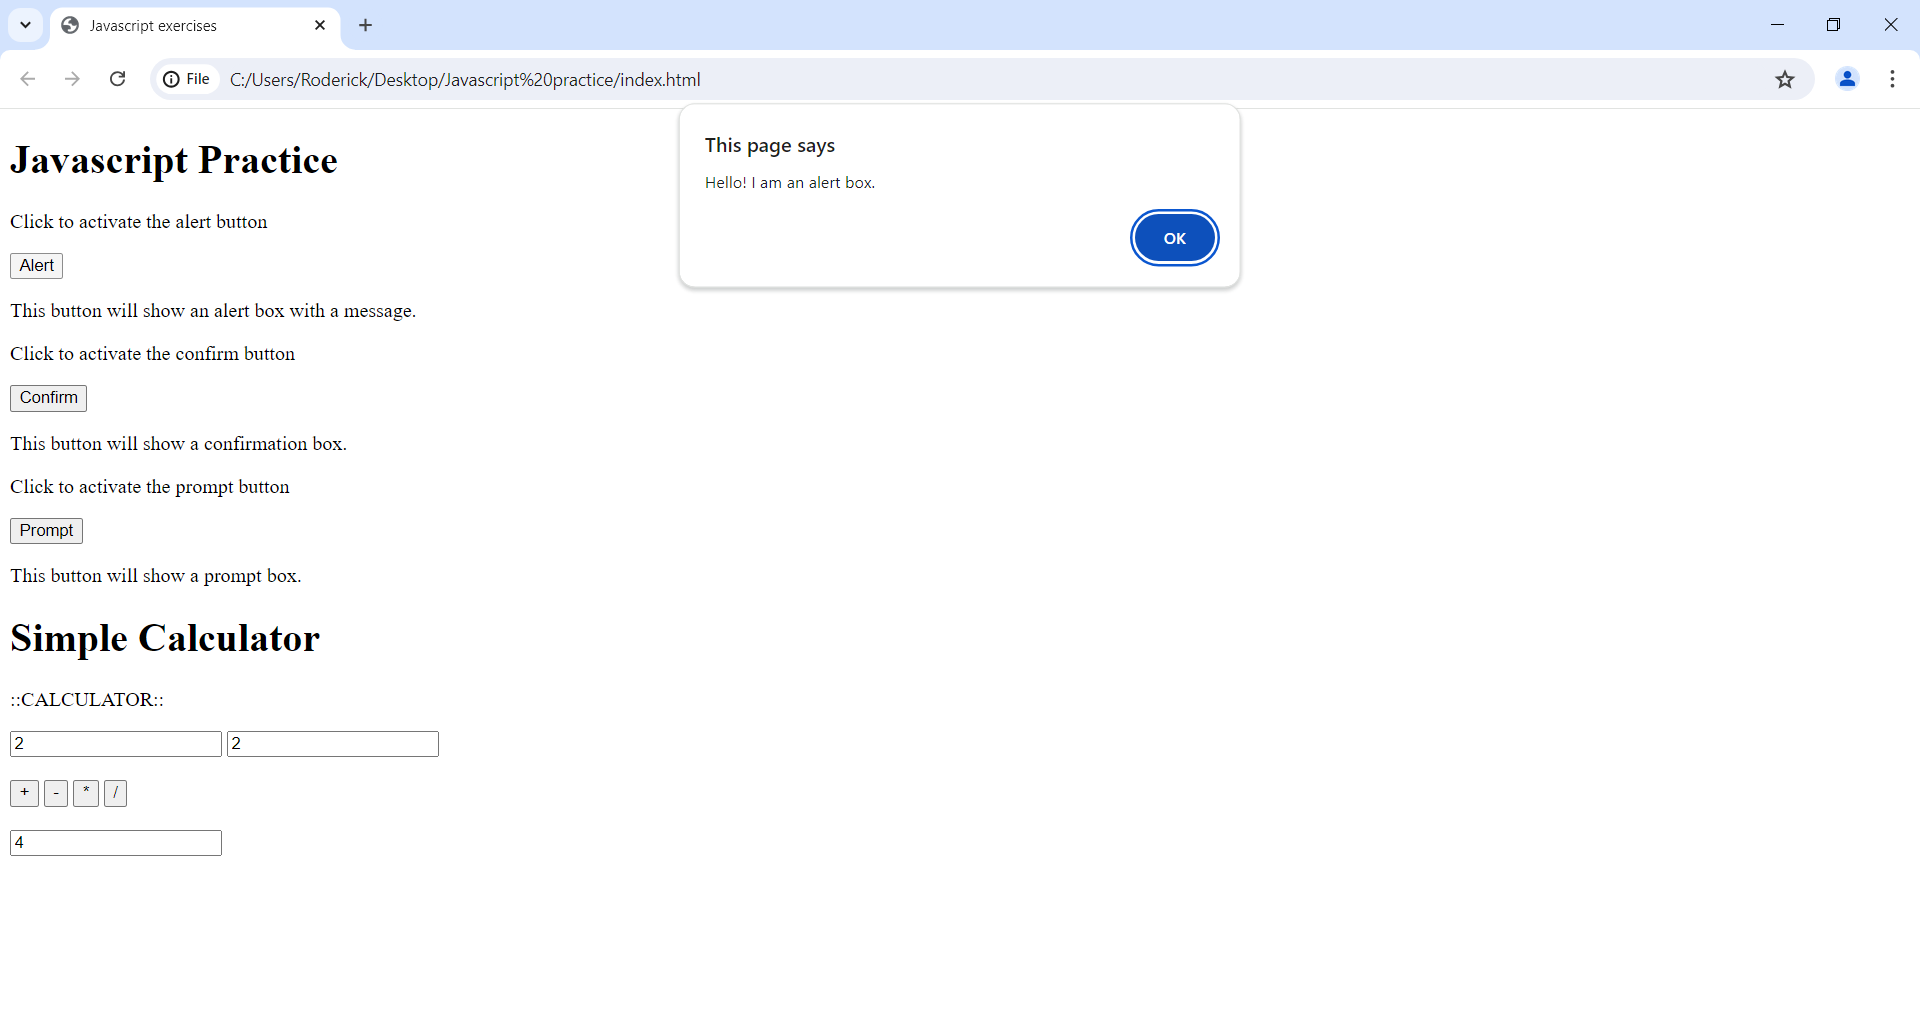 Javascript exercises
File
C:/Users/Roderick/Desktop/Javascript%20practice/index.html
This page says
Hello! I am an alert box.
OK
Javascript Practice
Click to activate the alert button
Alert
This button will show an alert box with a message.
Click to activate the confirm button
Confirm
This button will show a confirmation box.
Click to activate the prompt button
Prompt
This button will show a prompt box.
Simple Calculator
::CALCULATOR::
2 2
+ - * /
4